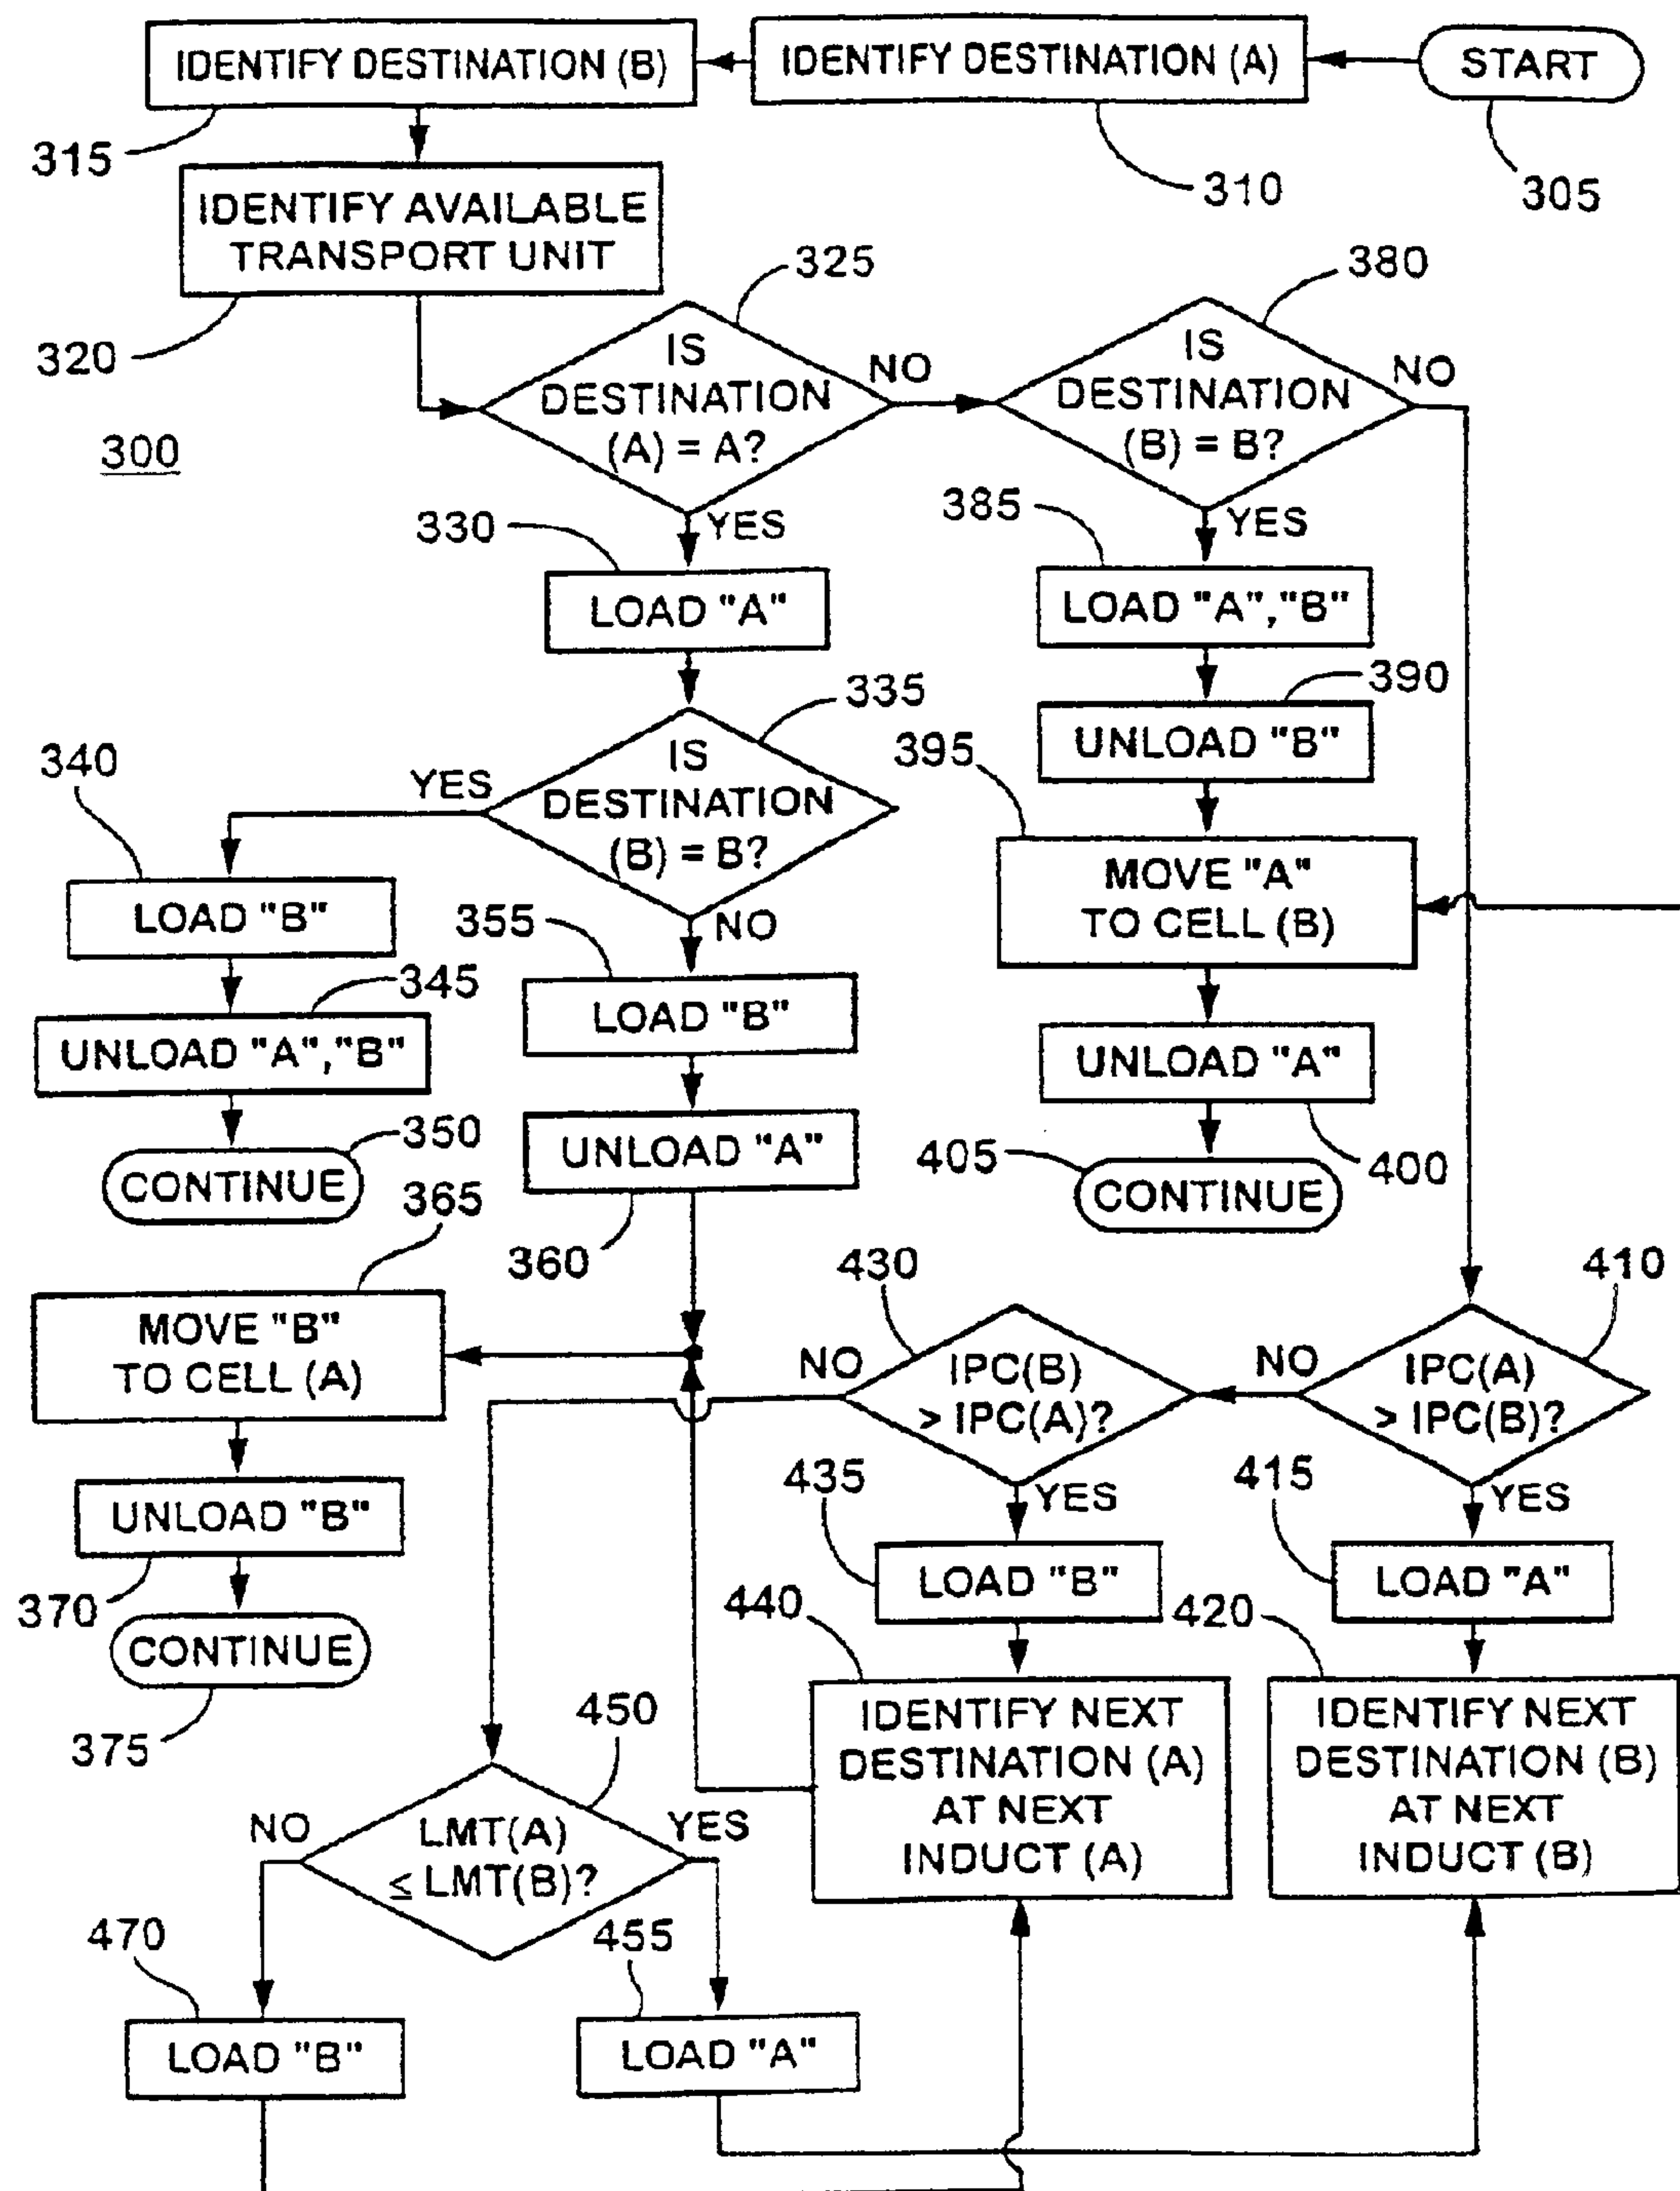 IDENTIFY DESTINATION (B)
IDENTIFY DESTINATION (A)
START
315
310
305
IDENTIFY AVAILABLE
TRANSPORT UNIT
320
325
380
IS
DESTINATION
(A) = A?
NO
IS
DESTINATION
(B) = B?
NO
300
330
YES
385
YES
LOAD "A"
LOAD "A","B"
335
390
UNLOAD "B"
340
YES
IS
DESTINATION
(B) = B?
395
MOVE "A"
TO CELL (B)
LOAD "B"
355
NO
345
LOAD "B"
UNLOAD "A","B"
UNLOAD "A"
350
UNLOAD "A"
405
400
CONTINUE
CONTINUE
365
360
430
410
MOVE "B"
TO CELL (A)
NO
IPC(B)
> IPC(A)?
NO
IPC(A)
> IPC(B)?
435
YES
415
YES
UNLOAD "B"
LOAD "B"
LOAD "A"
370
440
420
CONTINUE
375
IDENTIFY NEXT
DESTINATION (A)
AT NEXT
INDUCT (A)
IDENTIFY NEXT
DESTINATION (B)
AT NEXT
INDUCT (B)
450
NO
LMT(A)
≤ LMT(B)?
YES
470
455
LOAD "B"
LOAD "A"